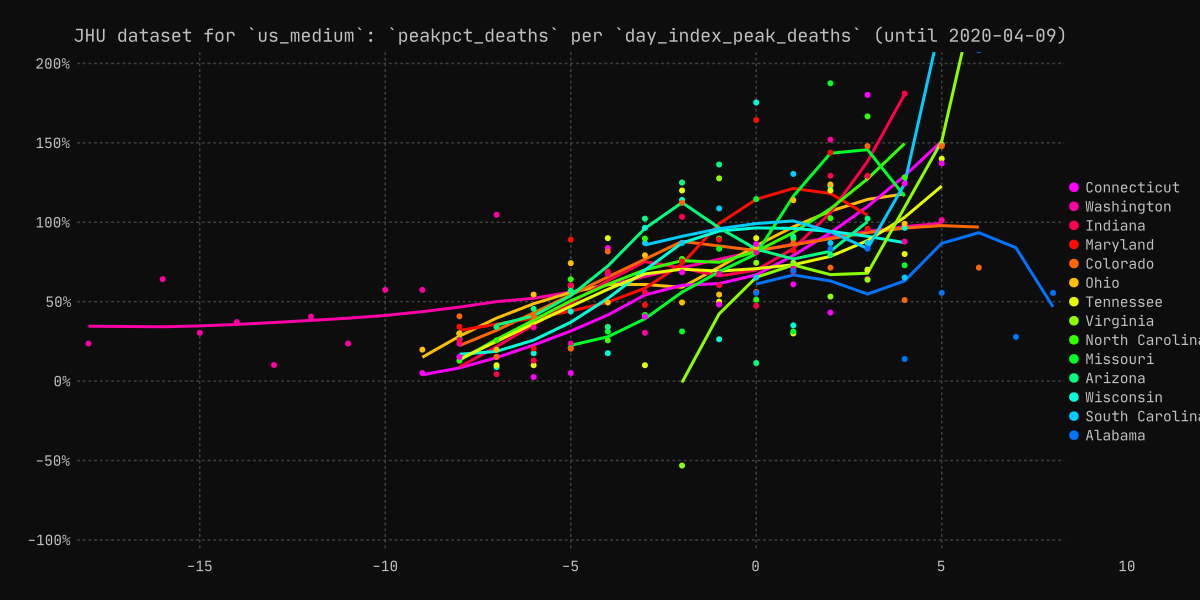 JHU dataset for `us_medium`: `peakpct_deaths` per `day_index_peak_deaths` (until 2020-04-09)
200%
150%
100%
50%
0%
-50%
-100%
-15
-10
-5
0
5
10
Connecticut
Washington
Indiana
Maryland
Colorado
Ohio
Tennessee
Virginia
North Carolina
Missouri
Arizona
Wisconsin
South Carolina
Alabama